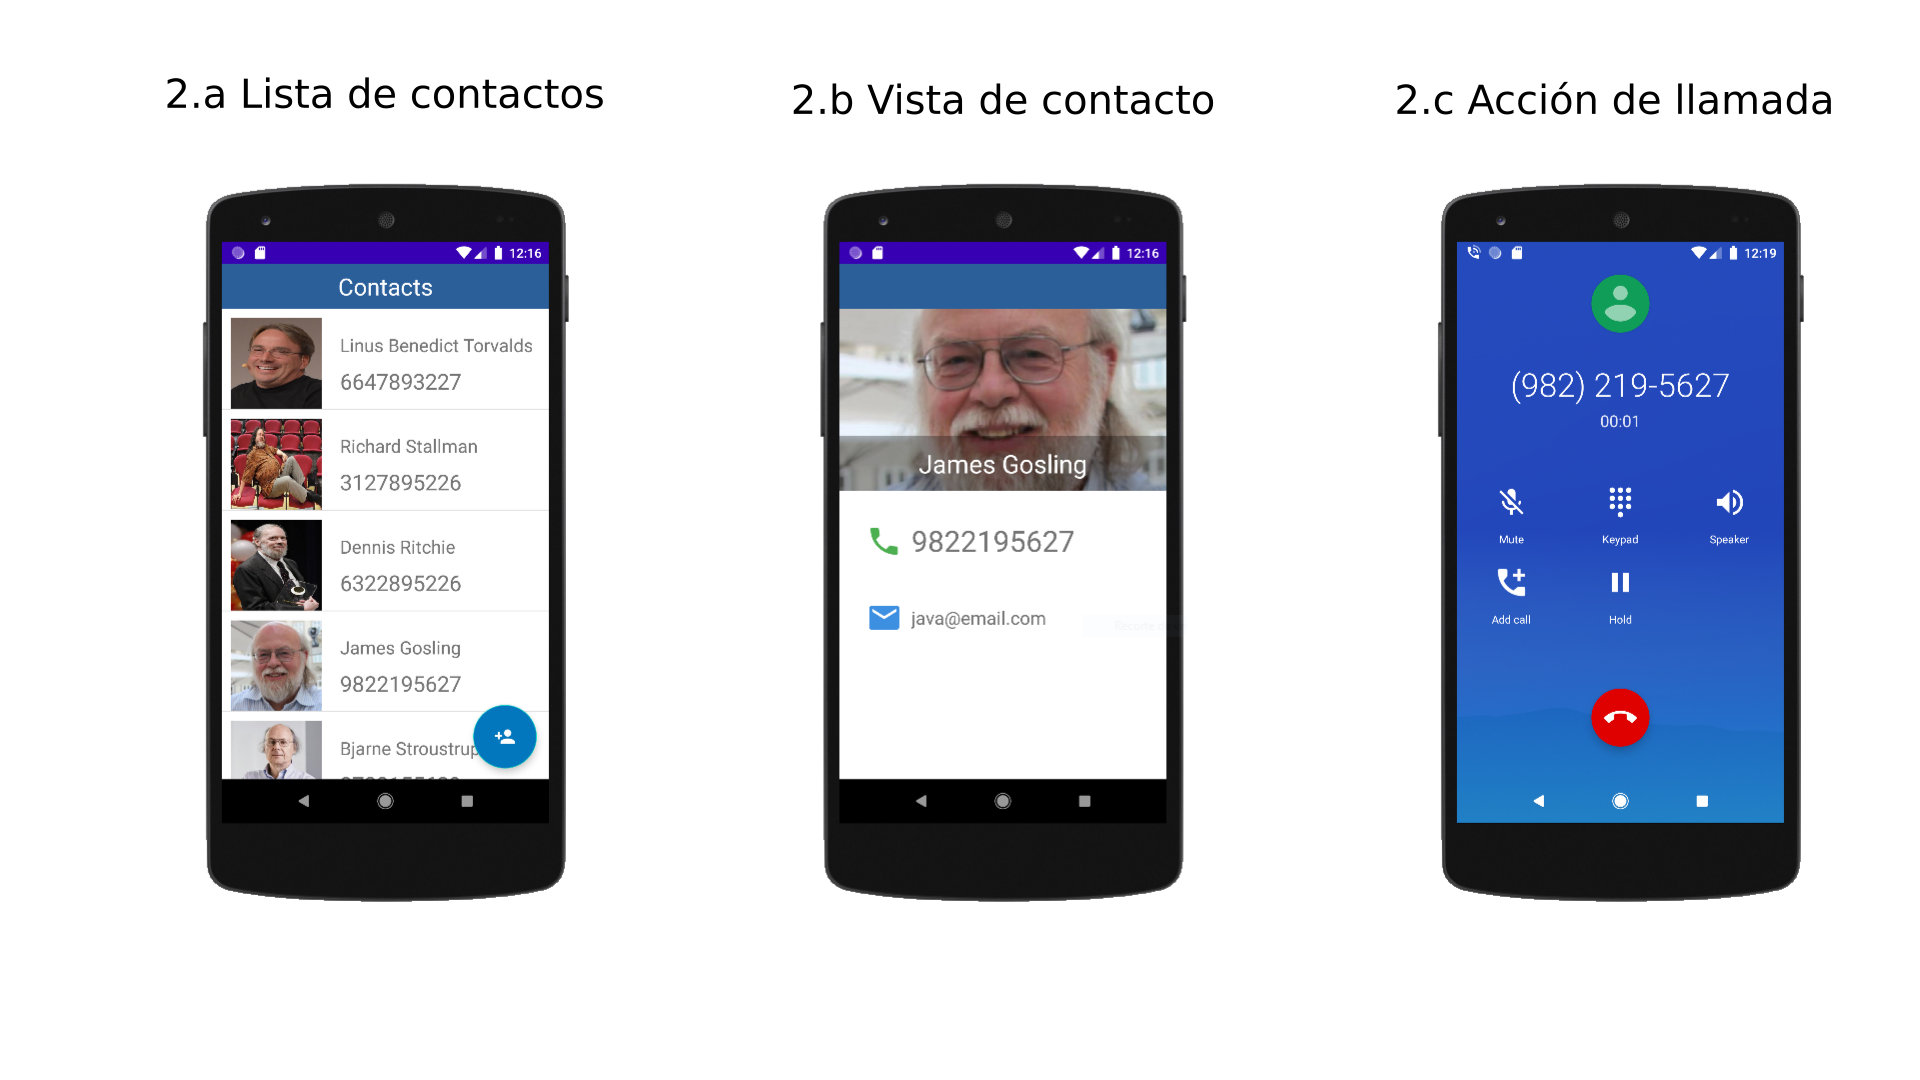 2.a Lista de contactos
2.b Vista de contacto
2.c Acción de llamada
12:16
Contacts
Linus Benedict Torvalds
6647893227
Richard Stallman
3127895226
Dennis Ritchie
6322895226
James Gosling
9822195627
Bjarne Stroustrup
12:16
James Gosling
9822195627
java@email.com
12:19
(982) 219-5627
00:01
Mute
Keypad
Speaker
Add call
Hold